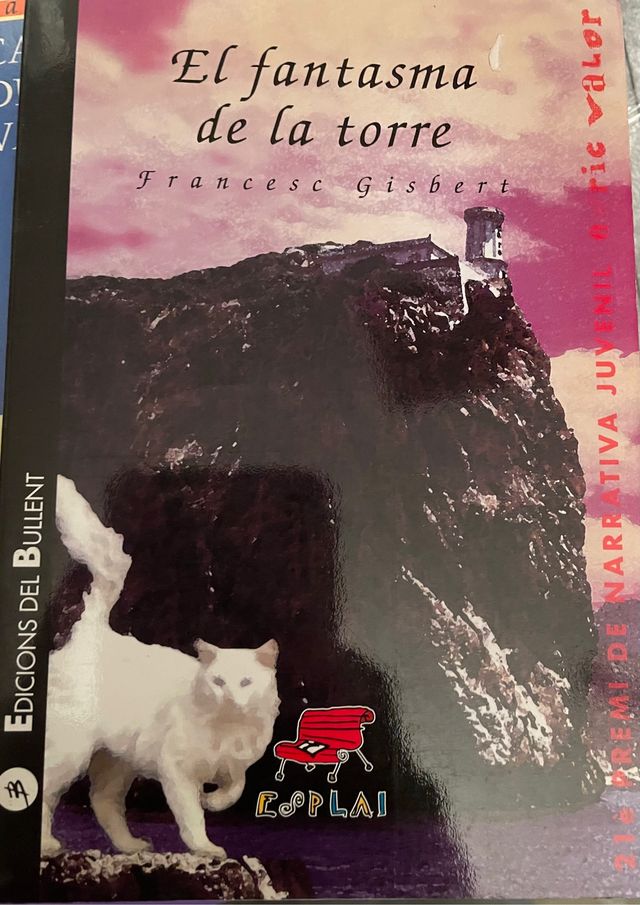 El fantasma
de la torre
Francesc Gisbert
21è PREMI DE NARRATIVA JUVENIL enric valor
EDICIONS DEL BULLENT
ESPLAI